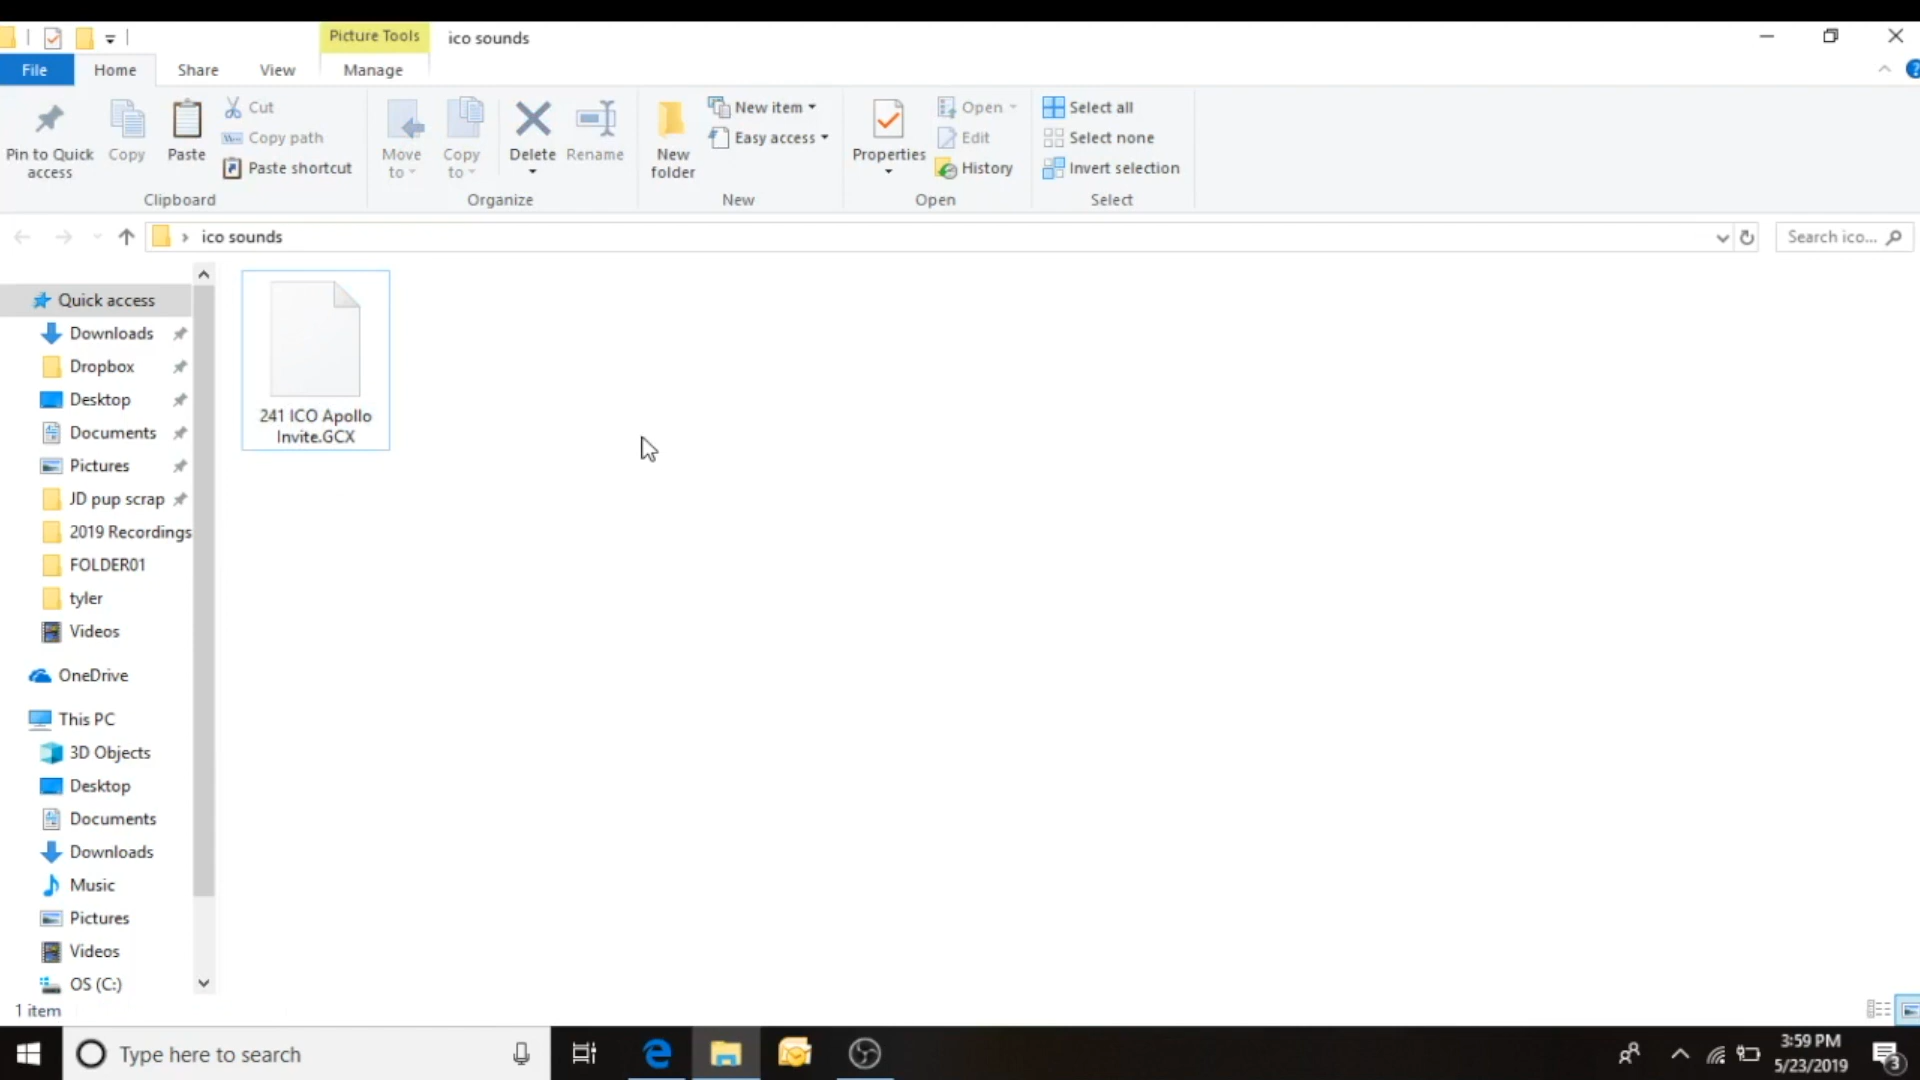 Picture Tools
ico sounds
File
Home
Share
View
Manage
Pin to Quick
access
Copy
Paste
Cut
Copy path
Paste shortcut
Clipboard
Move
to
Copy
to
Delete
Rename
Organize
New
folder
New item
Easy access
New
Properties
Open
Edit
History
Open
Select all
Select none
Invert selection
Select
ico sounds
Search ico...
Quick access
Downloads
Dropbox
Desktop
Documents
Pictures
JD pup scrap
2019 Recordings
FOLDER01
tyler
Videos
OneDrive
This PC
3D Objects
Desktop
Documents
Downloads
Music
Pictures
Videos
OS (C:)
241 ICO Apollo
Invite.GCX
1 item
Type here to search
3:59 PM
5/23/2019
3